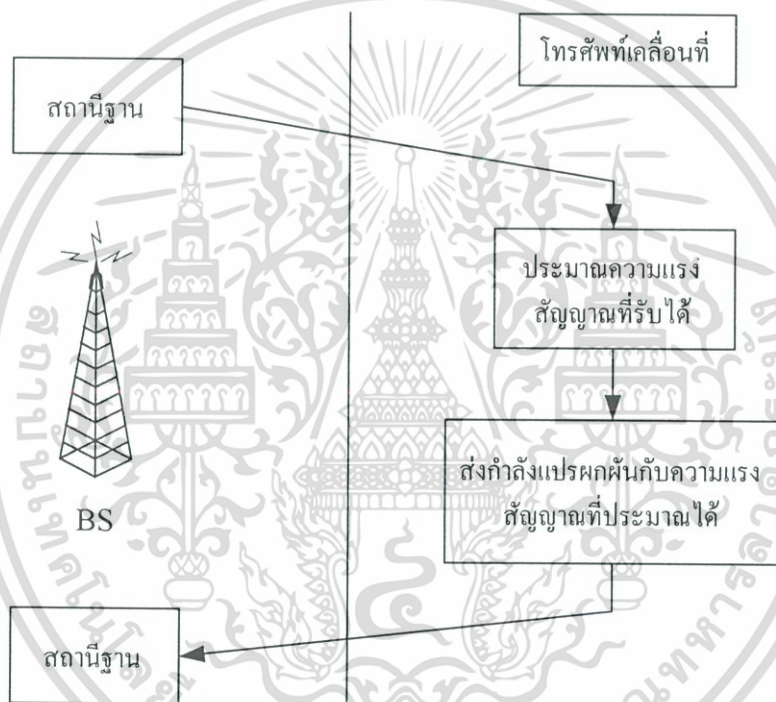 โทรศัพท์เคลื่อนที่
สถานีฐาน
ประมาณความแรง
สัญญาณที่รับได้
ส่งกำลังแปรผกผันกับความแรง
สัญญาณที่ประมาณได้
BS
สถานีฐาน